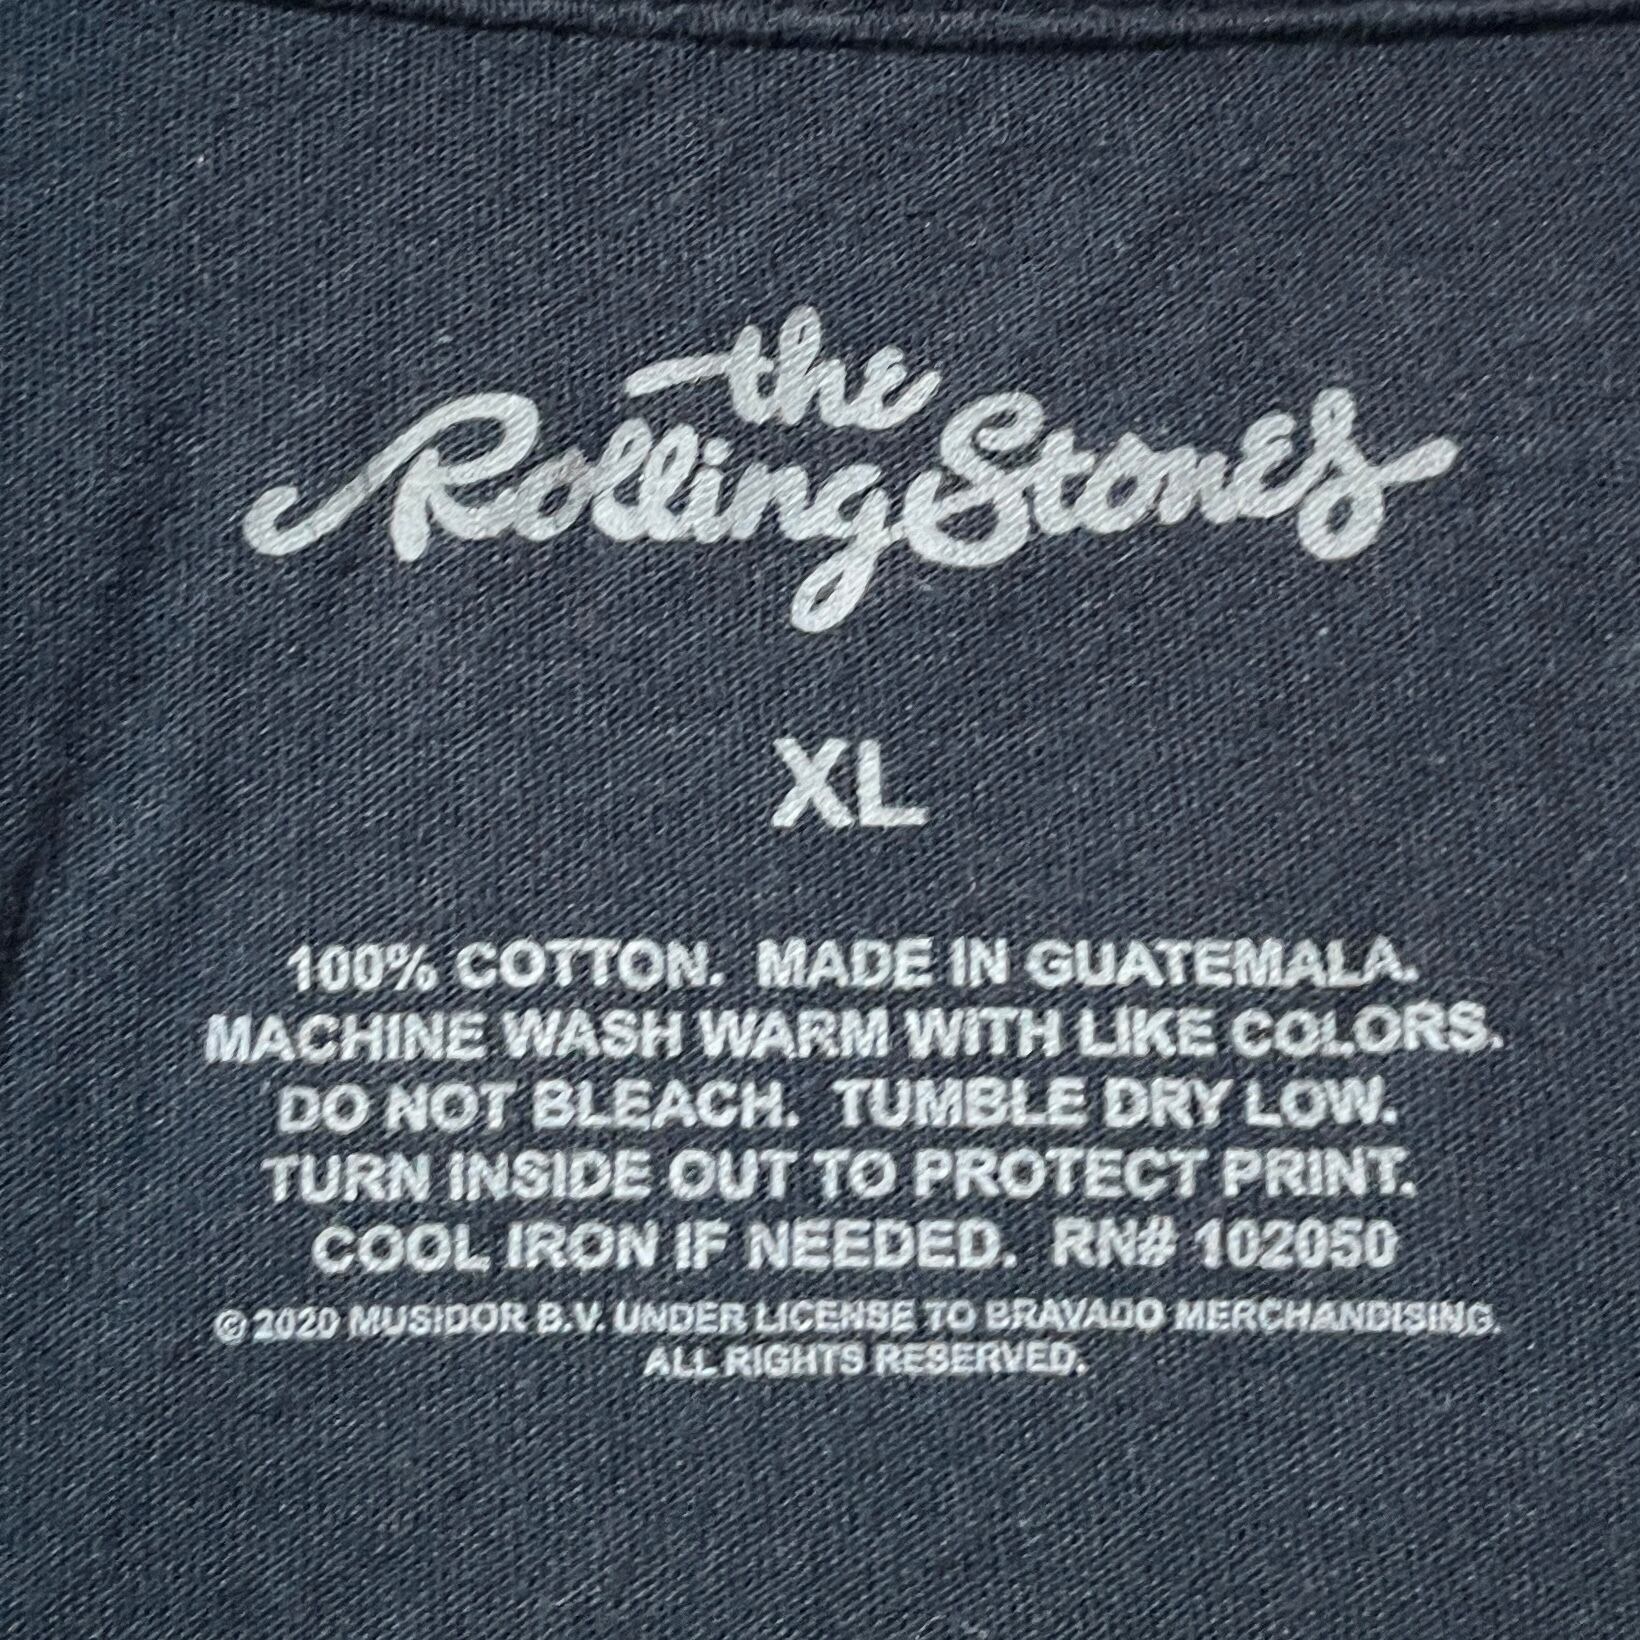 the
Rolling Stones
XL
100% COTTON. MADE IN GUATEMALA.
MACHINE WASH WARM WITH LIKE COLORS.
DO NOT BLEACH. TUMBLE DRY LOW.
TURN INSIDE OUT TO PROTECT PRINT.
COOL IRON IF NEEDED. RN# 102050
© 2020 MUSIDOR B.V. UNDER LICENSE TO BRAVADO MERCHANDISING.
ALL RIGHTS RESERVED.